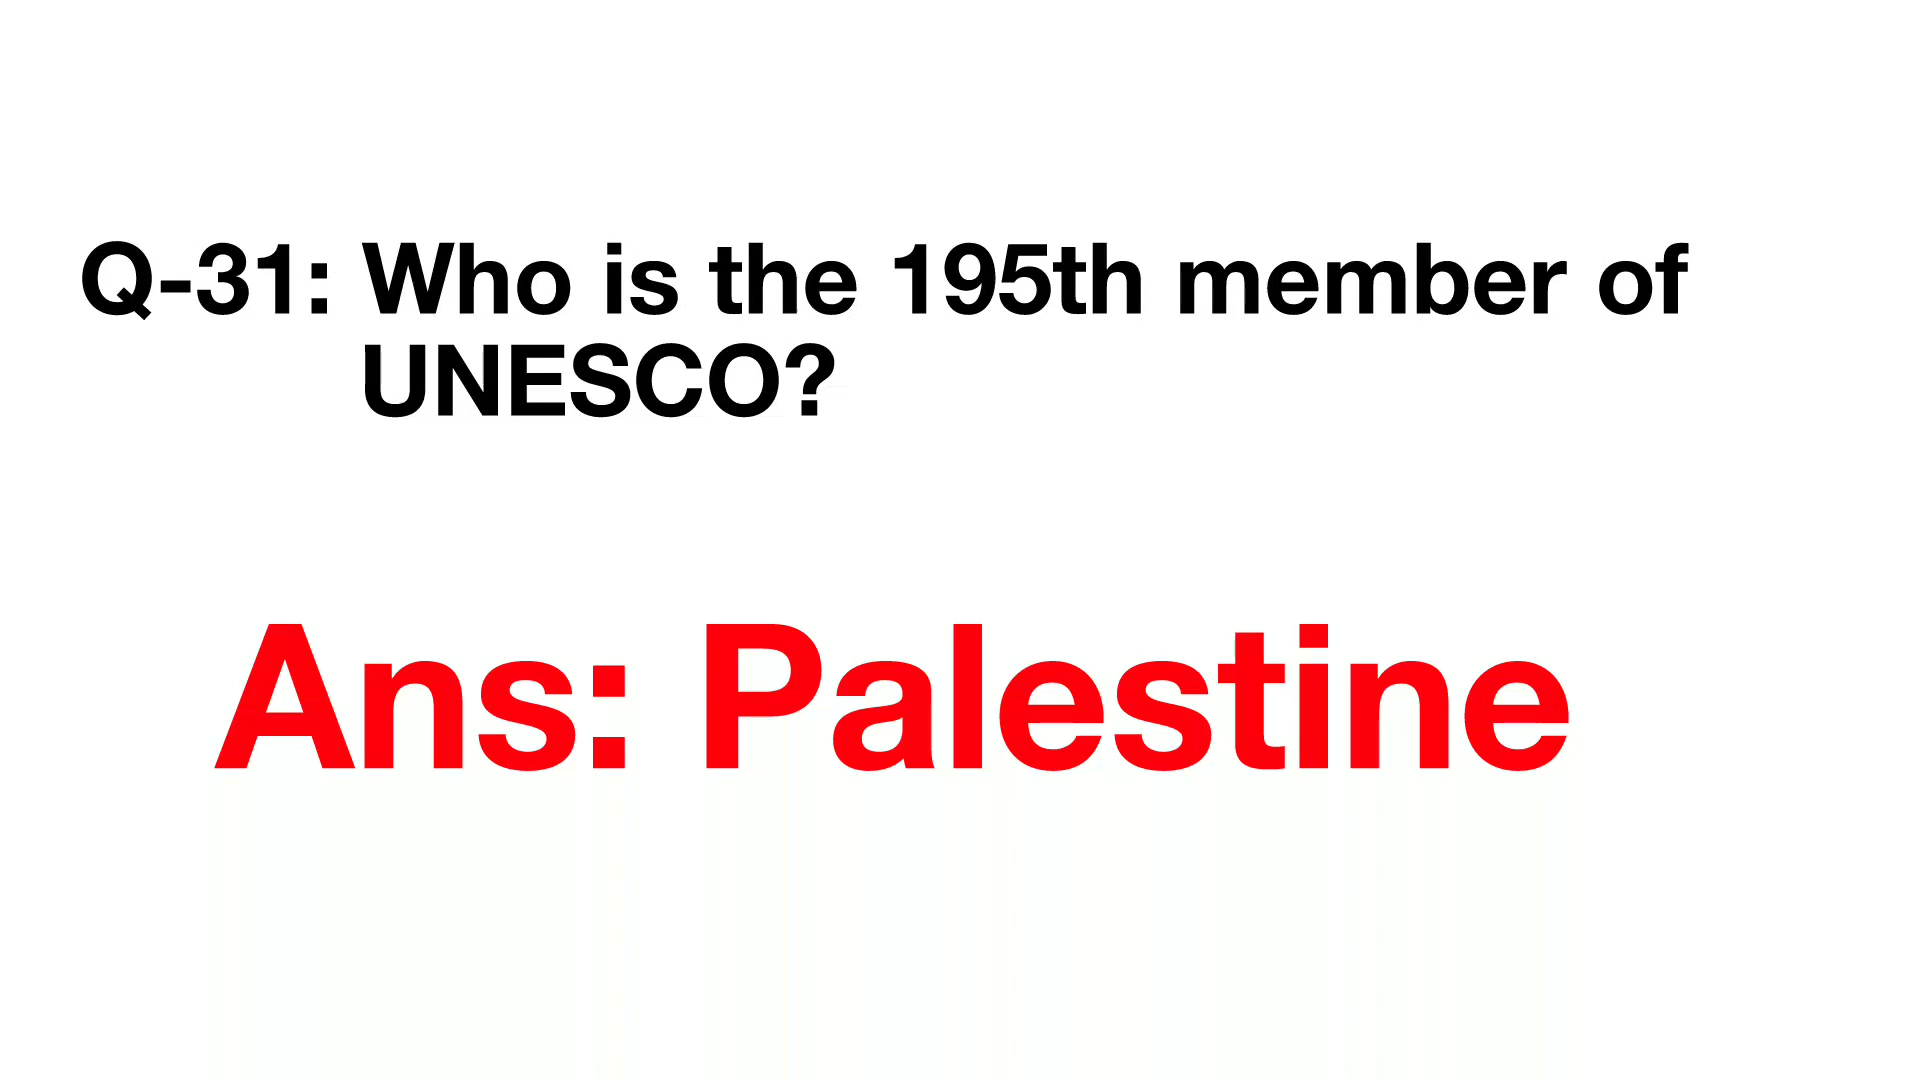 Q-31: Who is the 195th member of
UNESCO?
Ans: Palestine